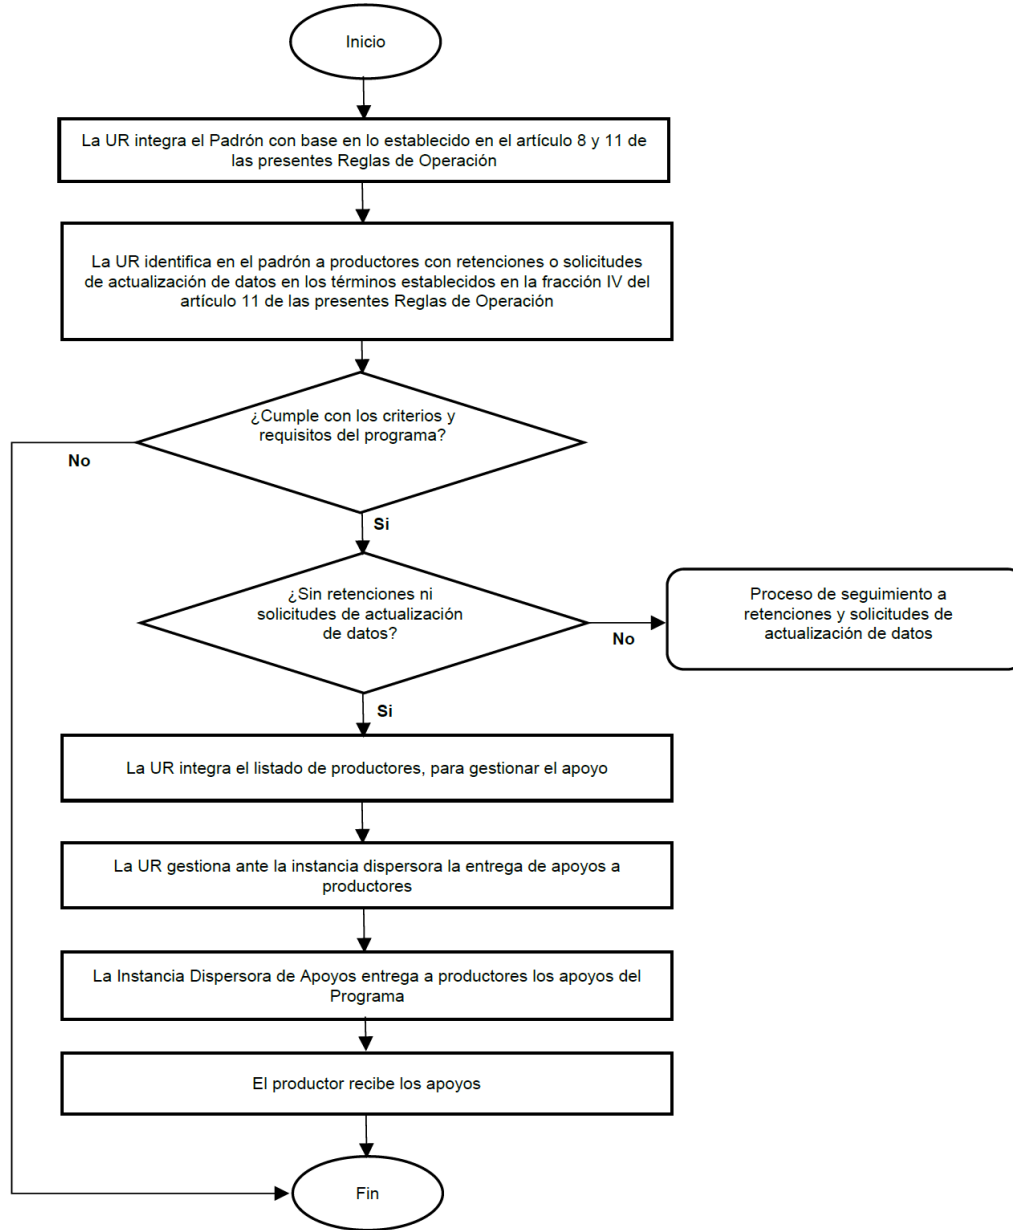 Inicio
La UR integra el Padrón con base en lo establecido en el artículo 8 y 11 de
las presentes Reglas de Operación
La UR identifica en el padrón a productores con retenciones o solicitudes
de actualización de datos en los términos establecidos en la fracción IV del
artículo 11 de las presentes Reglas de Operación
¿Cumple con los criterios y
requisitos del programa?
No
Si
¿Sin retenciones ni
solicitudes de actualización
de datos?
No
Proceso de seguimiento a
retenciones y solicitudes de
actualización de datos
Si
La UR integra el listado de productores, para gestionar el apoyo
La UR gestiona ante la instancia dispersora la entrega de apoyos a
productores
La Instancia Dispersora de Apoyos entrega a productores los apoyos del
Programa
El productor recibe los apoyos
Fin